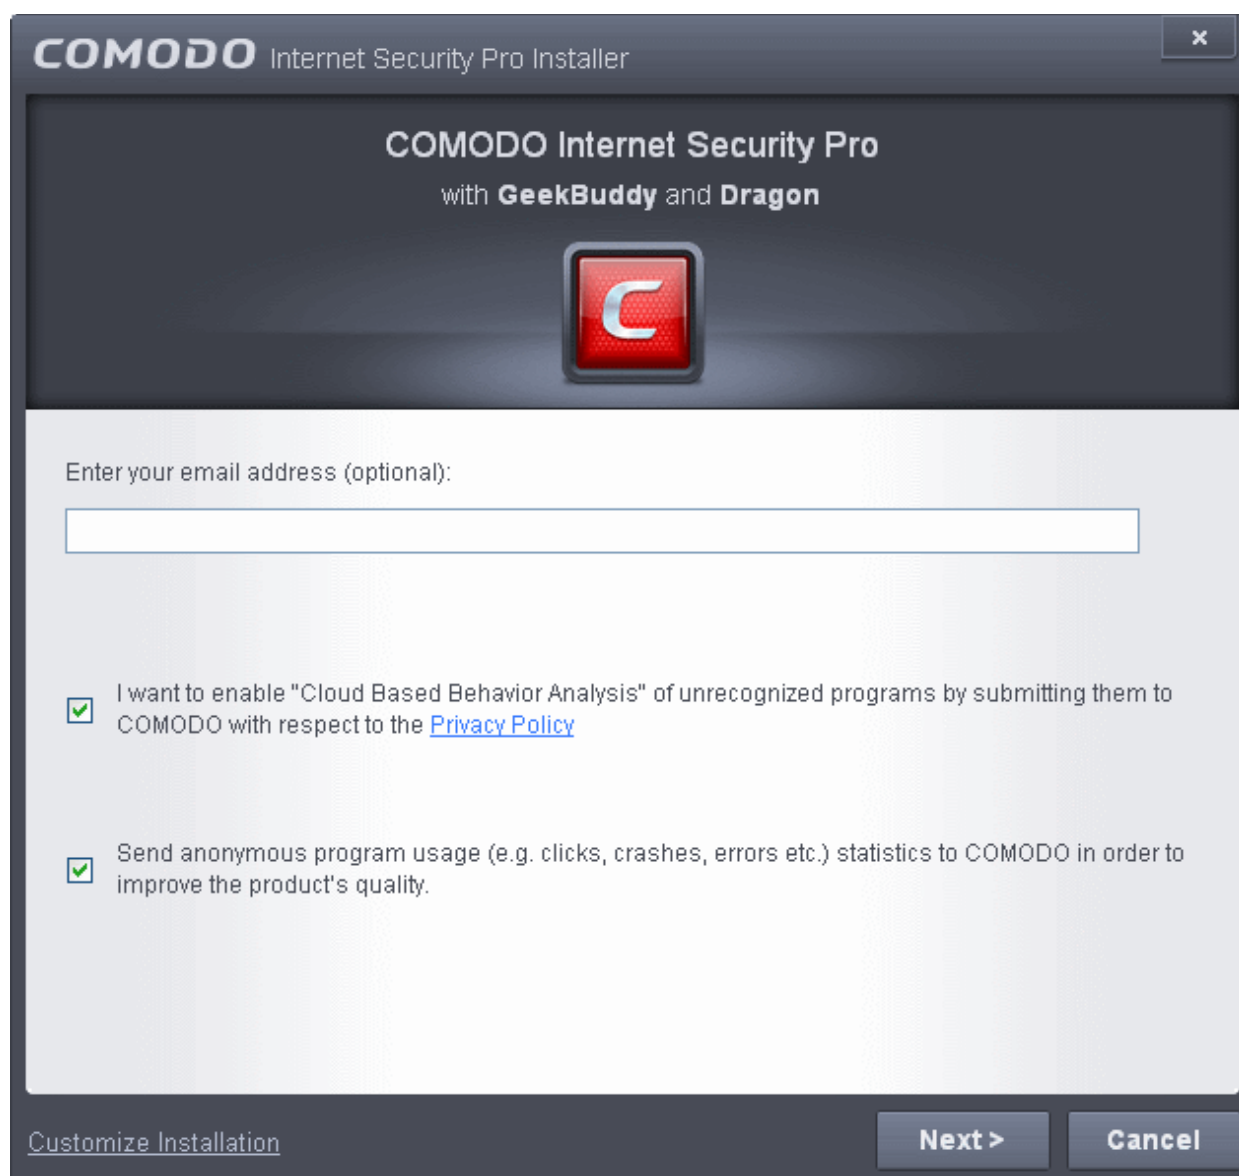 COMODO Internet Security Pro Installer
x
COMODO Internet Security Pro
with GeekBuddy and Dragon
C
Enter your email address (optional):
I want to enable "Cloud Based Behavior Analysis" of unrecognized programs by submitting them to
COMODO with respect to the Privacy Policy
Send anonymous program usage (e.g. clicks, crashes, errors etc.) statistics to COMODO in order to
improve the product's quality.
Customize Installation
Next >
Cancel